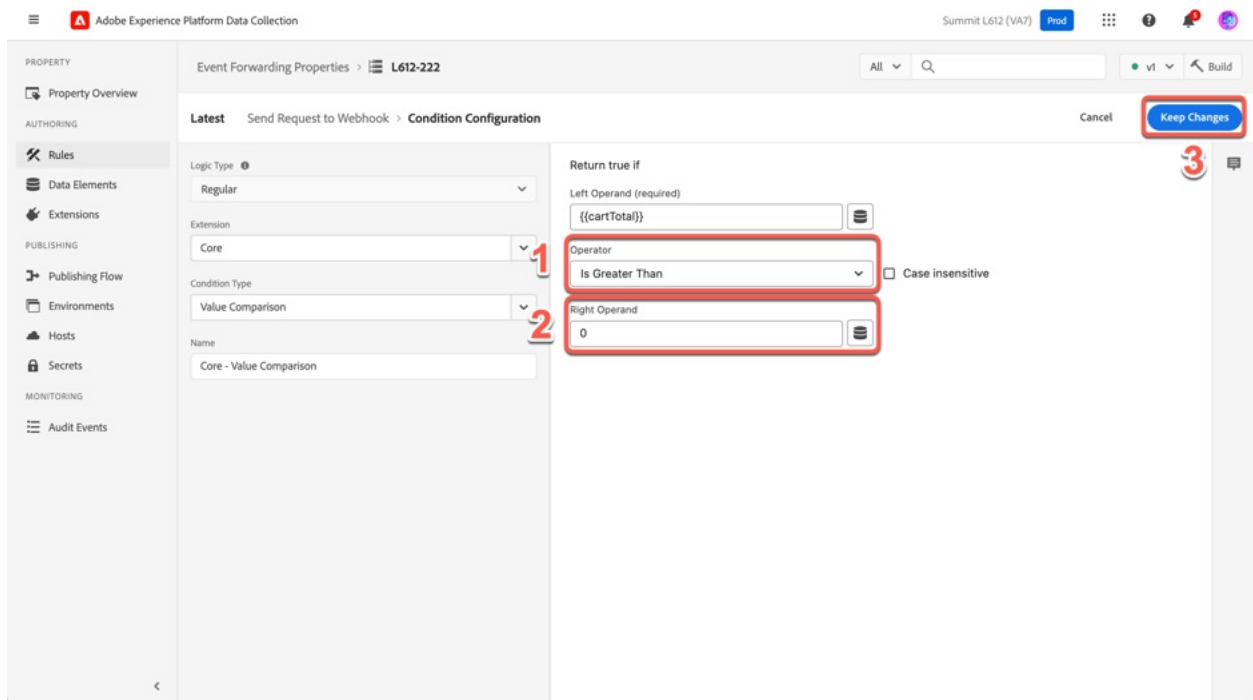 Adobe Experience Platform Data Collection
Summit L612 (VA7) Prod 5
PROPERTY
Property Overview
AUTHORING
Rules
Data Elements
Extensions
PUBLISHING
Publishing Flow
Environments
Hosts
Secrets
MONITORING
Audit Events
Event Forwarding Properties > L612-222
All
v1 Build
Latest Send Request to Webhook > Condition Configuration
Cancel Keep Changes
3
Logic Type
Regular
Extension
Core
Condition Type
Value Comparison
Name
Core - Value Comparison
Return true if
Left Operand (required)
{{cartTotal}}
1
Operator
Is Greater Than Case insensitive
2
Right Operand
0